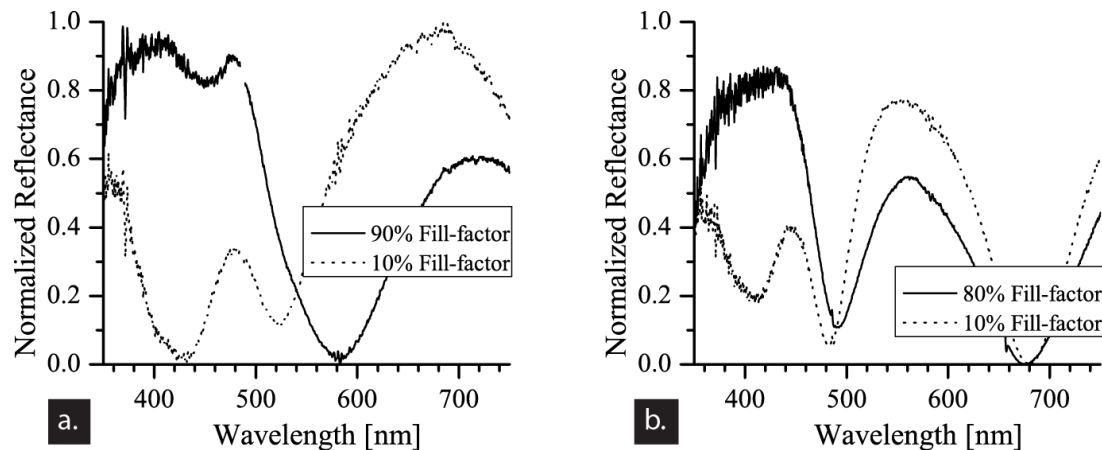 1.0
0.8
0.6
0.4
0.2
0.0
Normalized Reflectance
90% Fill-factor
10% Fill-factor
400 500 600 700
Wavelength [nm]
a.
1.0
0.8
0.6
0.4
0.2
0.0
Normalized Reflectance
80% Fill-factor
10% Fill-factor
400 500 600 700
Wavelength [nm]
b.